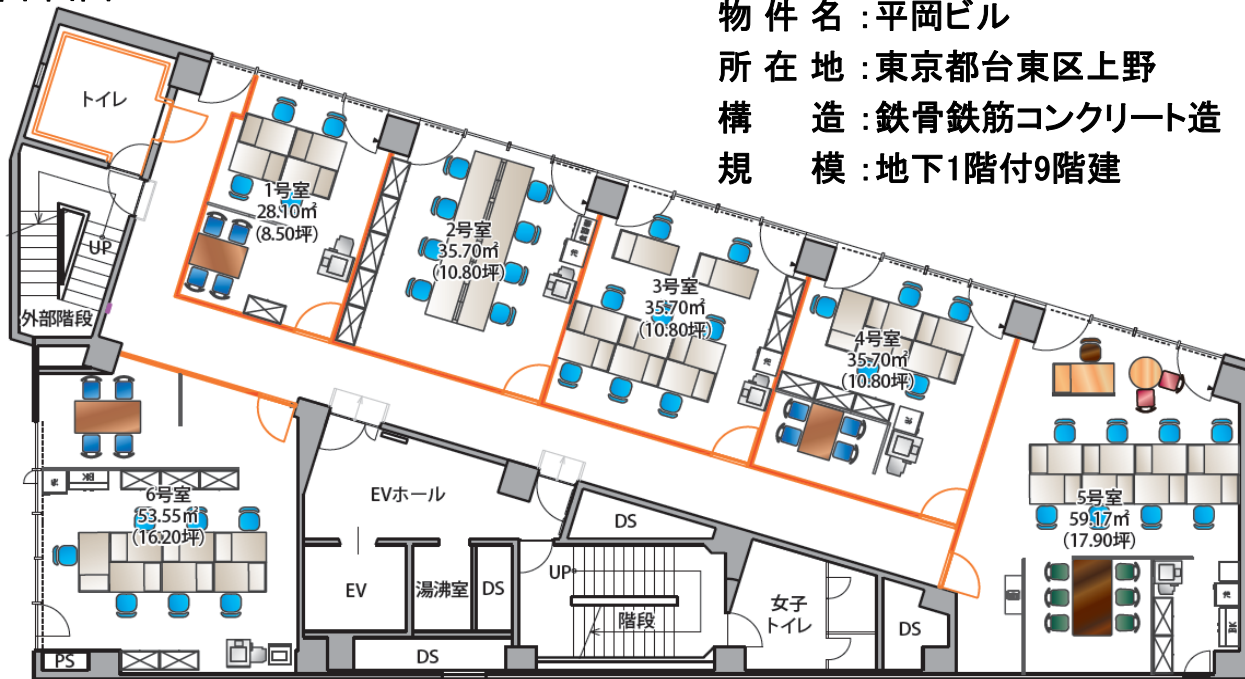 物件名：平岡ビル
所在地：東京都台東区上野
構　　造：鉄骨鉄筋コンクリート造
規　　模：地下1階付9階建
トイレ
1号室
28.10㎡
(8.50坪)
2号室
35.70㎡
(10.80坪)
3号室
35.70㎡
(10.80坪)
4号室
35.70㎡
(10.80坪)
UP
外部階段
5号室
59.17㎡
(17.90坪)
6号室
53.55㎡
(16.20坪)
EVホール
DS
EV
湯沸室
DS
UP
階段
女子
トイレ
DS
DS
PS
BK
BK